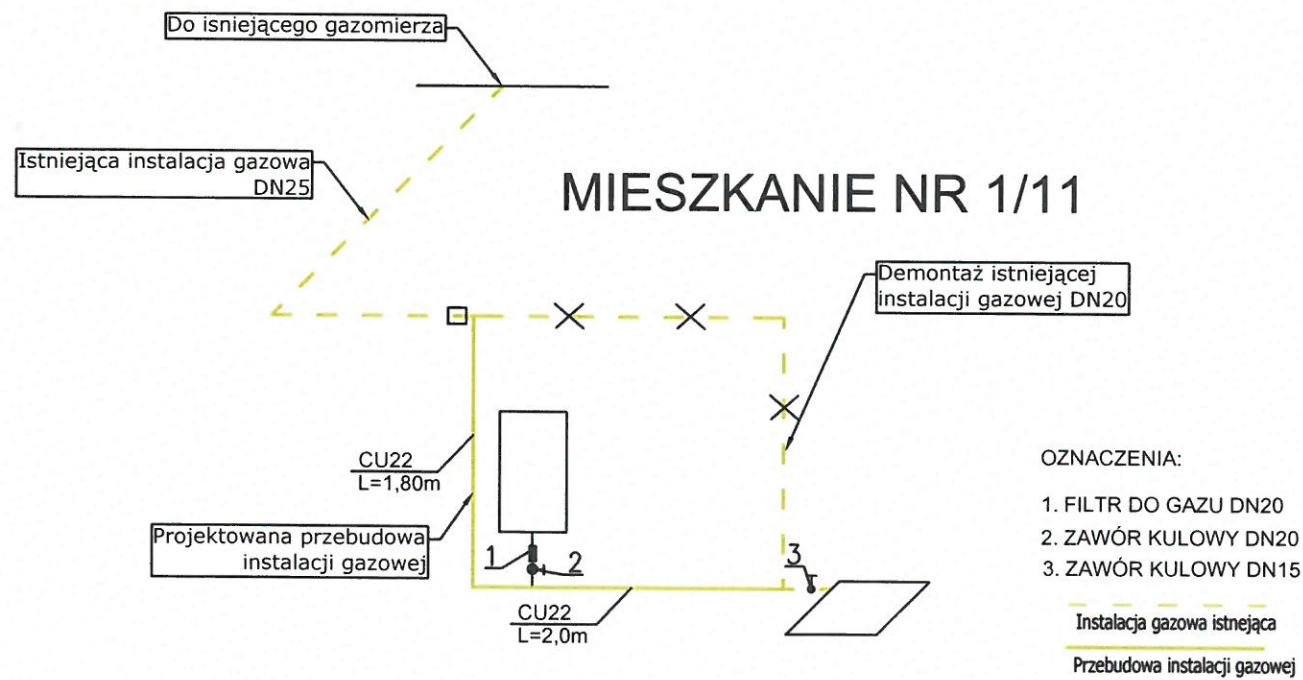 Do isniejącego gazomierza
Istniejąca instalacja gazowa
DN25
MIESZKANIE NR 1/11
Demontaż istniejącej
instalacji gazowej DN20
CU22
L=1,80m
Projektowana przebudowa
instalacji gazowej
1
2
3
CU22
L=2,0m
OZNACZENIA:
1. FILTR DO GAZU DN20
2. ZAWÓR KULOWY DN20
3. ZAWÓR KULOWY DN15
Instalacja gazowa istnejąca
Przebudowa instalacji gazowej